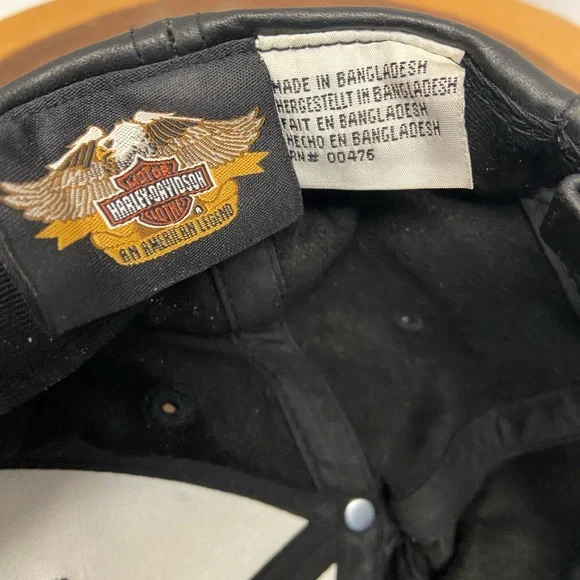 MOTOR
HARLEY-DAVIDSON
CYCLES
®
AN AMERICAN LEGEND
MADE IN BANGLADESH
HERGESTELLT IN BANGLADESH
FAIT EN BANGLADESH
HECHO EN BANGLADESH
RN# 00476